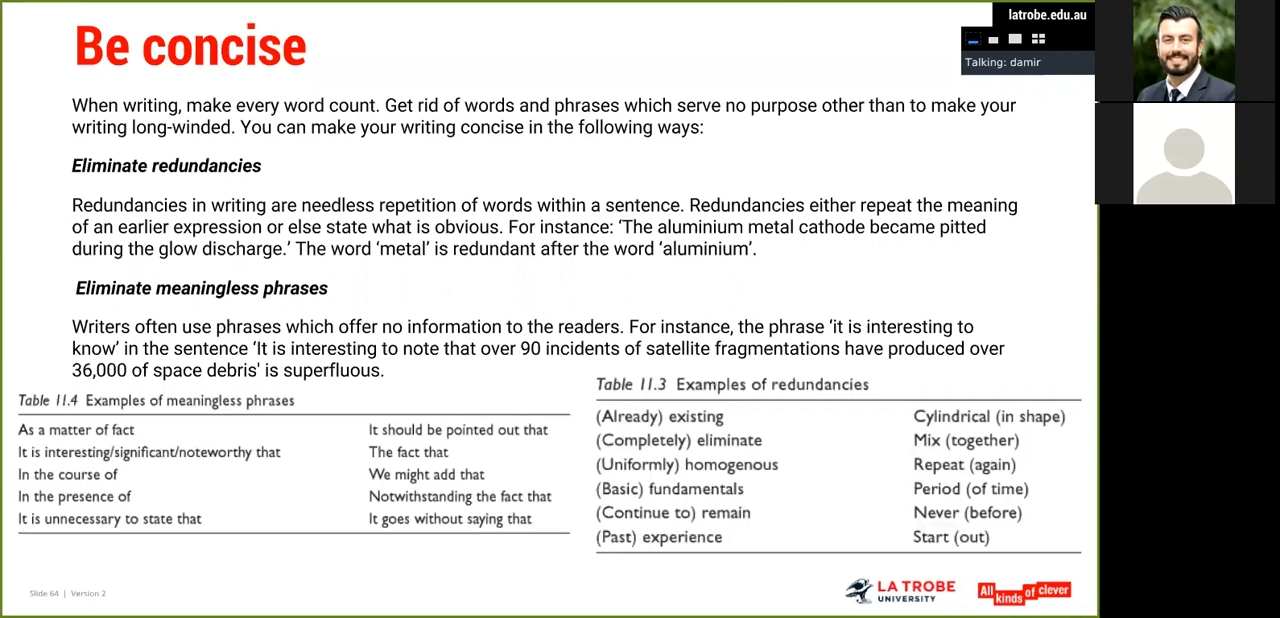 latrobe.edu.au
Talking: damir
Be concise
When writing, make every word count. Get rid of words and phrases which serve no purpose other than to make your
writing long-winded. You can make your writing concise in the following ways:
Eliminate redundancies
Redundancies in writing are needless repetition of words within a sentence. Redundancies either repeat the meaning
of an earlier expression or else state what is obvious. For instance: ‘The aluminium metal cathode became pitted
during the glow discharge.’ The word ‘metal’ is redundant after the word ‘aluminium’.
Eliminate meaningless phrases
Writers often use phrases which offer no information to the readers. For instance, the phrase ‘it is interesting to
know’ in the sentence ‘It is interesting to note that over 90 incidents of satellite fragmentations have produced over
36,000 of space debris' is superfluous.
Table 11.4 Examples of meaningless phrases
As a matter of fact It should be pointed out that
It is interesting/significant/noteworthy that The fact that
In the course of We might add that
In the presence of Notwithstanding the fact that
It is unnecessary to state that It goes without saying that
Table 11.3 Examples of redundancies
(Already) existing Cylindrical (in shape)
(Completely) eliminate Mix (together)
(Uniformly) homogenous Repeat (again)
(Basic) fundamentals Period (of time)
(Continue to) remain Never (before)
(Past) experience Start (out)
Slide 64 | Version 2
LA TROBE
UNIVERSITY
All kinds of clever